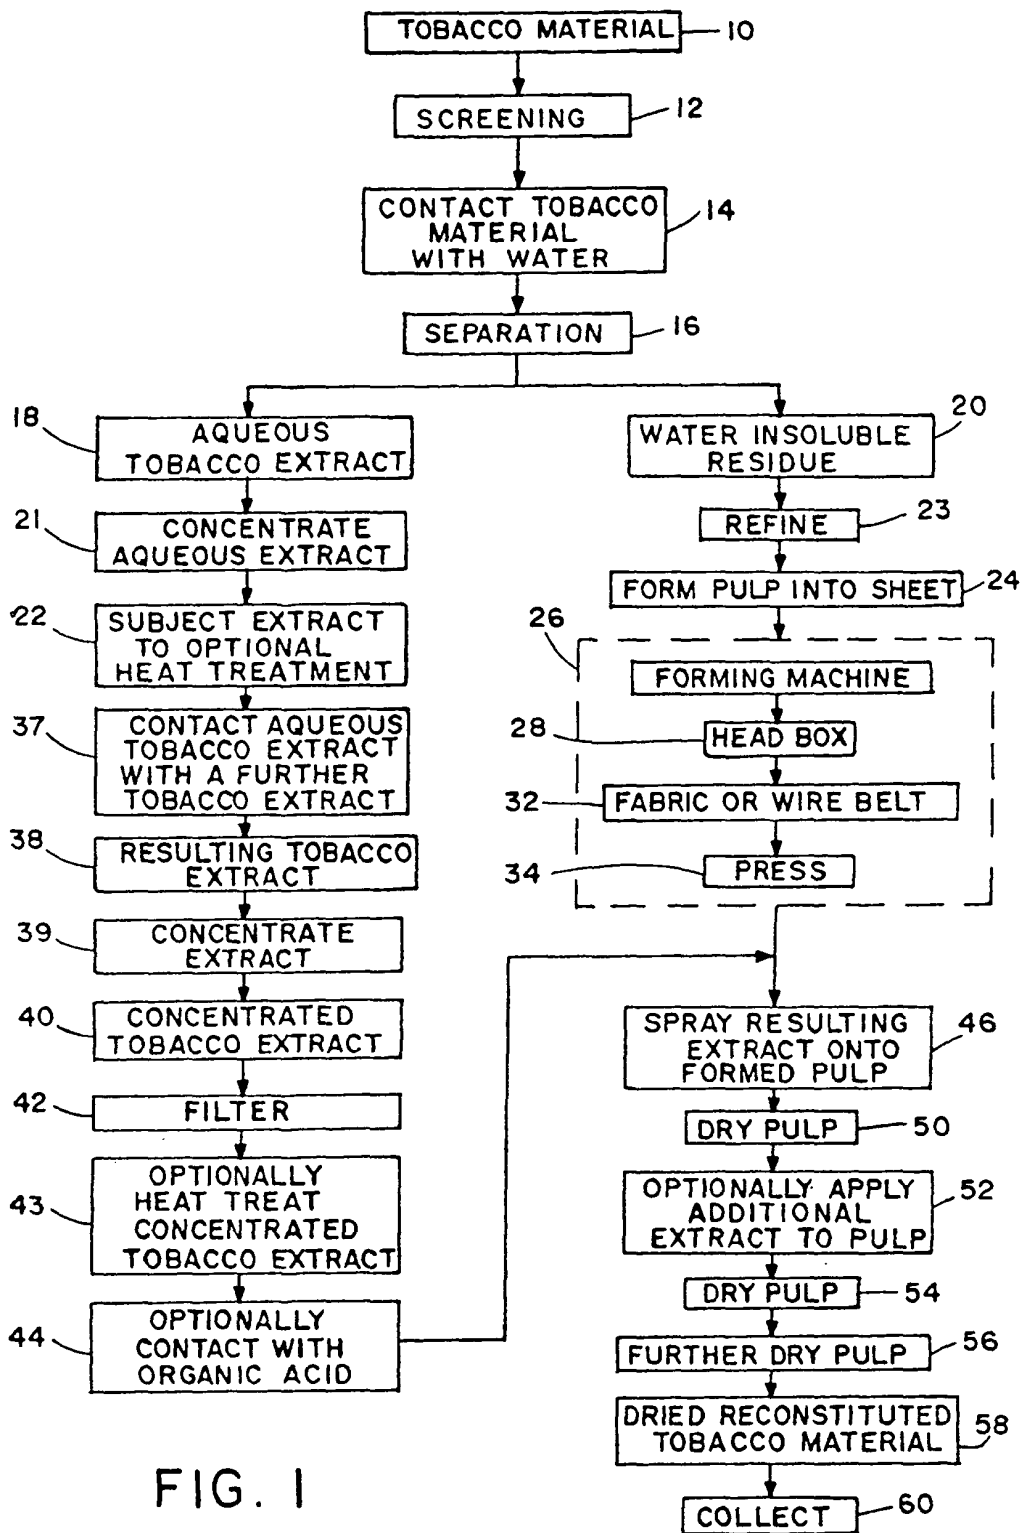 TOBACCO MATERIAL
10
SCREENING
12
CONTACT TOBACCO
MATERIAL
WITH WATER
14
SEPARATION
16
18
AQUEOUS
TOBACCO EXTRACT
21
CONCENTRATE
AQUEOUS EXTRACT
22
SUBJECT EXTRACT
TO OPTIONAL
HEAT TREATMENT
37
CONTACT AQUEOUS
TOBACCO EXTRACT
WITH A FURTHER
TOBACCO EXTRACT
38
RESULTING TOBACCO
EXTRACT
39
CONCENTRATE
EXTRACT
40
CONCENTRATED
TOBACCO EXTRACT
42
FILTER
43
OPTIONALLY
HEAT TREAT
CONCENTRATED
TOBACCO EXTRACT
44
OPTIONALLY
CONTACT WITH
ORGANIC ACID
WATER INSOLUBLE
RESIDUE
20
REFINE
23
FORM PULP INTO SHEET
24
26
FORMING MACHINE
28
HEAD BOX
32
FABRIC OR WIRE BELT
34
PRESS
SPRAY RESULTING
EXTRACT ONTO
FORMED PULP
46
DRY PULP
50
OPTIONALLY APPLY
ADDITIONAL
EXTRACT TO PULP
52
DRY PULP
54
FURTHER DRY PULP
56
DRIED RECONSTITUTED
TOBACCO MATERIAL
58
COLLECT
60
FIG. 1